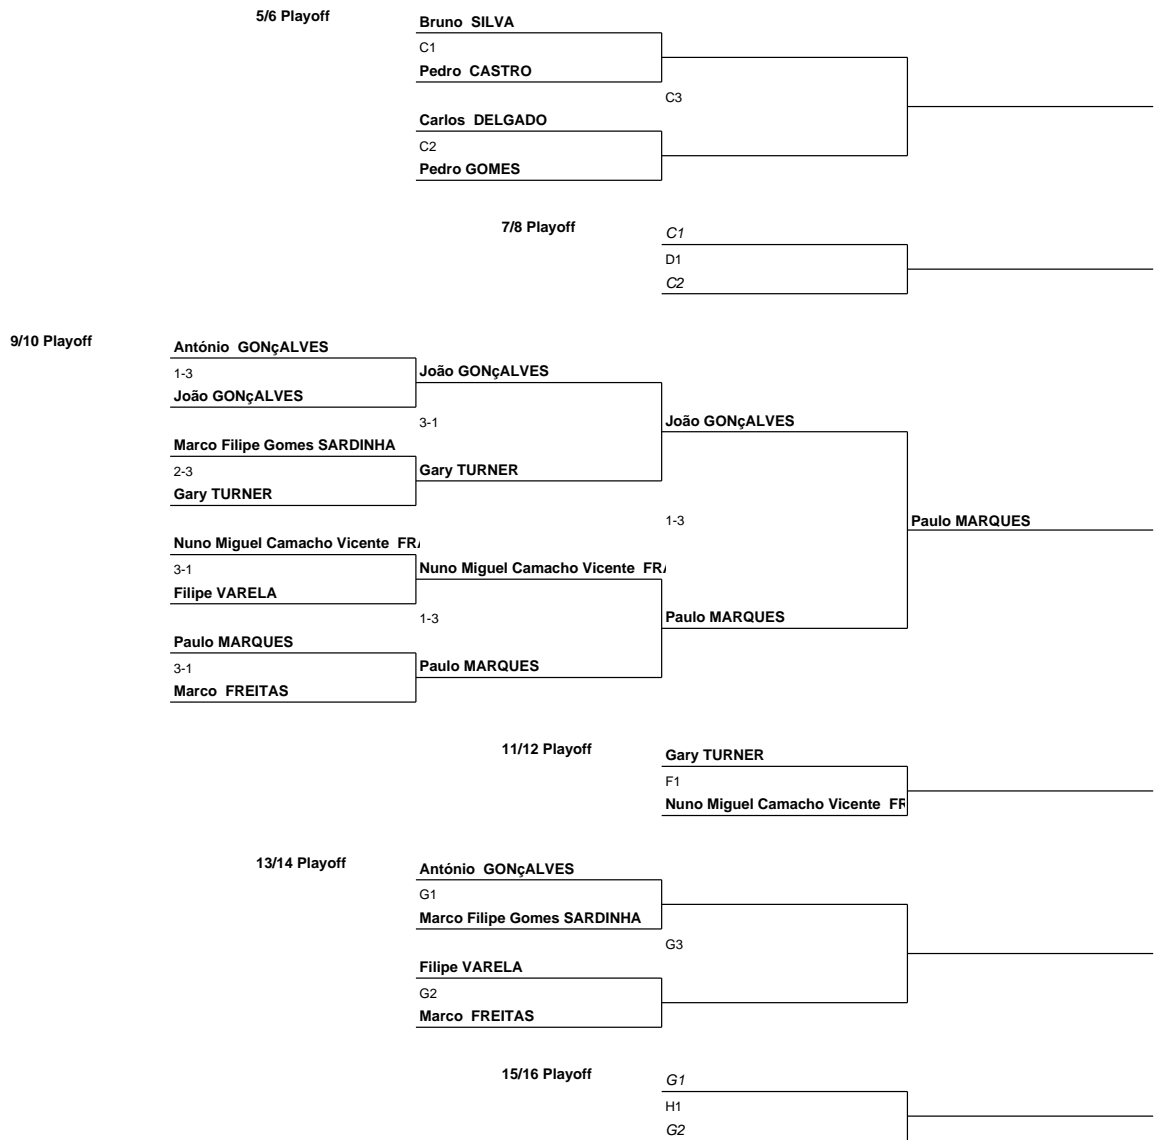 5/6 Playoff
Bruno  SILVA
C1
Pedro  CASTRO
C3
Carlos  DELGADO
C2
Pedro GOMES
7/8 Playoff
C1
D1
C2
9/10 Playoff
António  GONçALVES
1-3
João GONçALVES
João GONçALVES
3-1
João GONçALVES
Marco Filipe Gomes SARDINHA
2-3
Gary TURNER
Gary TURNER
1-3
Paulo MARQUES
Nuno Miguel Camacho Vicente  FRA
3-1
Nuno Miguel Camacho Vicente  FRA
Filipe VARELA
1-3
Paulo MARQUES
Paulo MARQUES
3-1
Paulo MARQUES
Marco  FREITAS
11/12 Playoff
Gary TURNER
F1
Nuno Miguel Camacho Vicente  FR
13/14 Playoff
António  GONçALVES
G1
Marco Filipe Gomes SARDINHA
G3
Filipe VARELA
G2
Marco  FREITAS
15/16 Playoff
G1
H1
G2